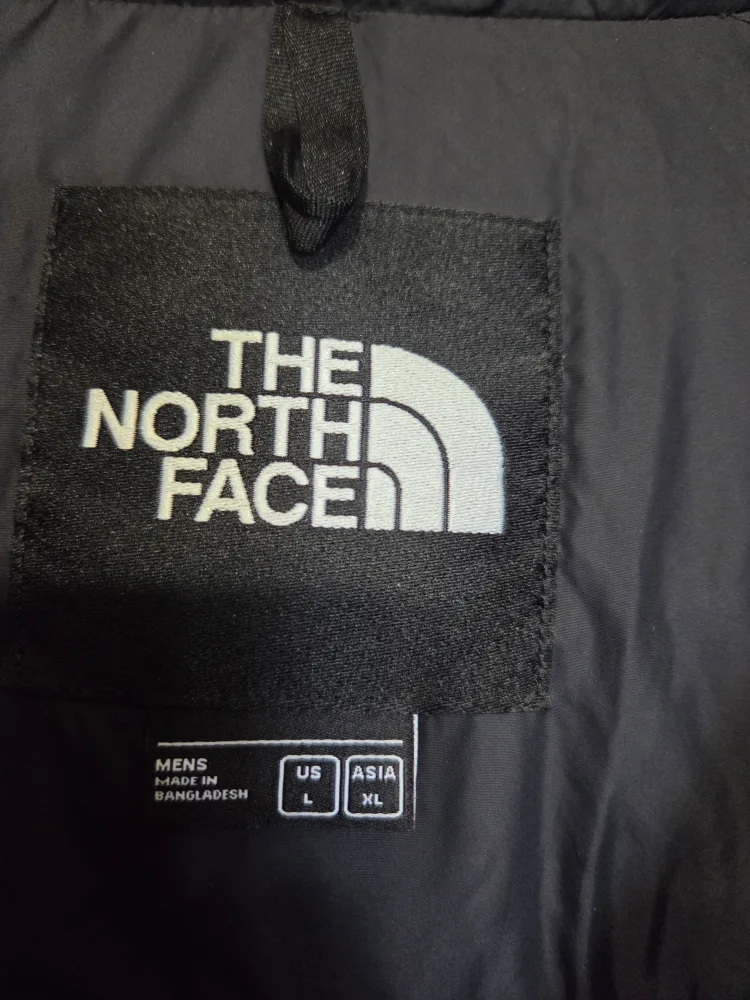 THE
NORTH
FACE
MENS
MADE IN
BANGLADESH
US
L
ASIA
XL